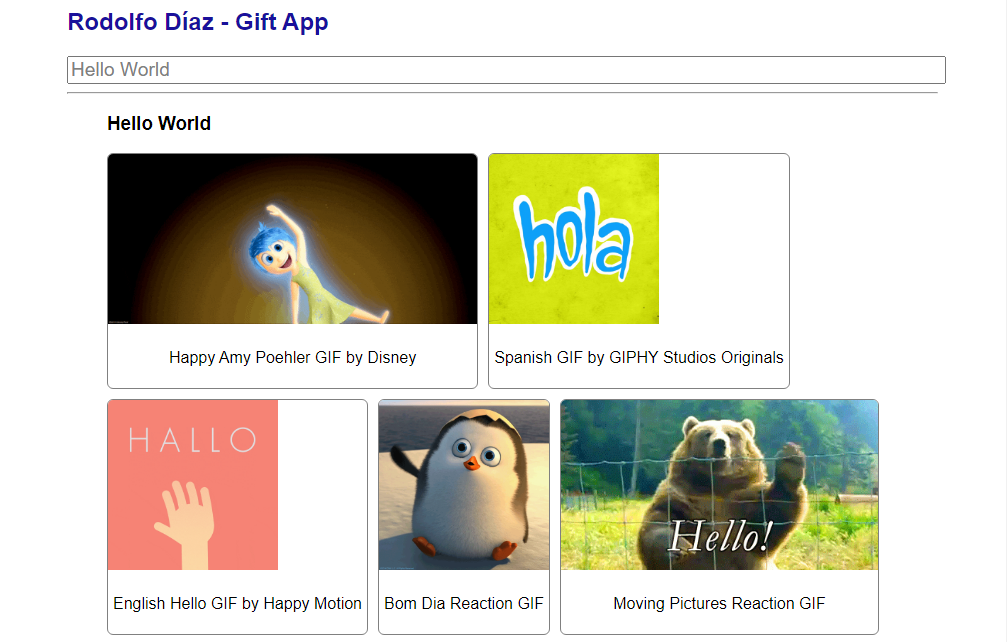 Rodolfo Díaz - Gift App
Hello World
Hello World
hola
Happy Amy Poehler GIF by Disney
Spanish GIF by GIPHY Studios Originals
HALLO
Hello!
English Hello GIF by Happy Motion
Bom Dia Reaction GIF
Moving Pictures Reaction GIF